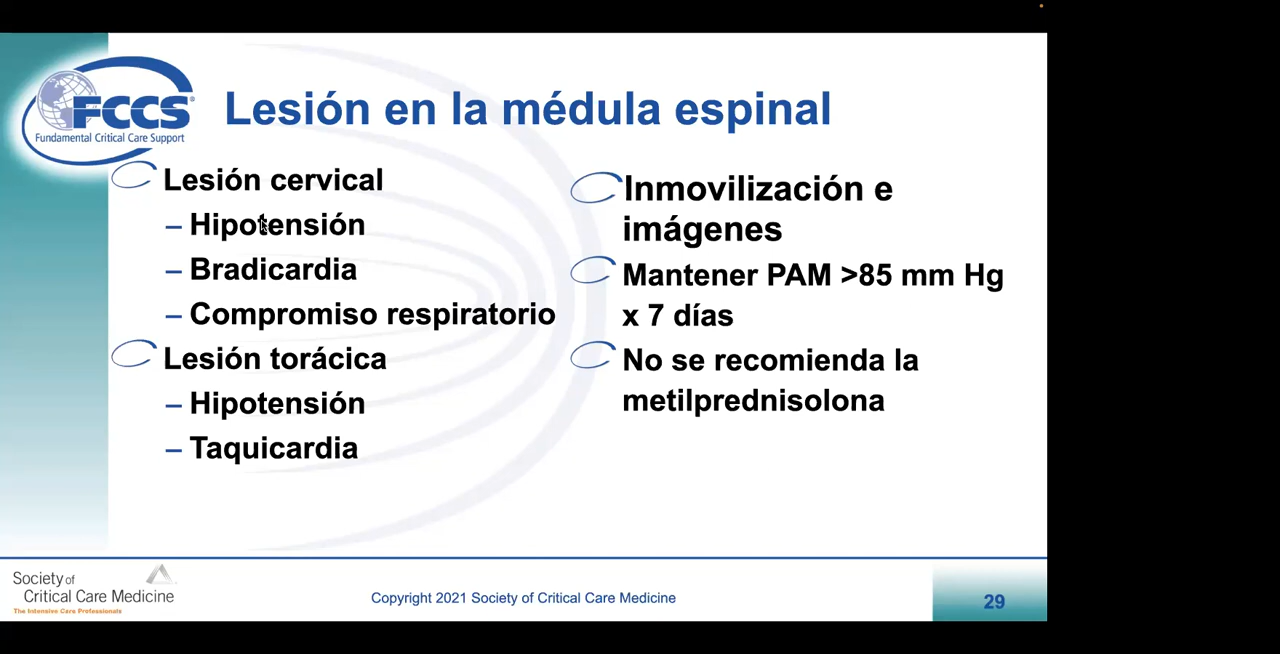 FCCS®
Fundamental Critical Care Support
Lesión en la médula espinal
Lesión cervical
– Hipotensión
– Bradicardia
– Compromiso respiratorio
Lesión torácica
– Hipotensión
– Taquicardia
Inmovilización e
imágenes
Mantener PAM >85 mm Hg
x 7 días
No se recomienda la
metilprednisolona
Society of
Critical Care Medicine
The Intensive Care Professionals
Copyright 2021 Society of Critical Care Medicine
29